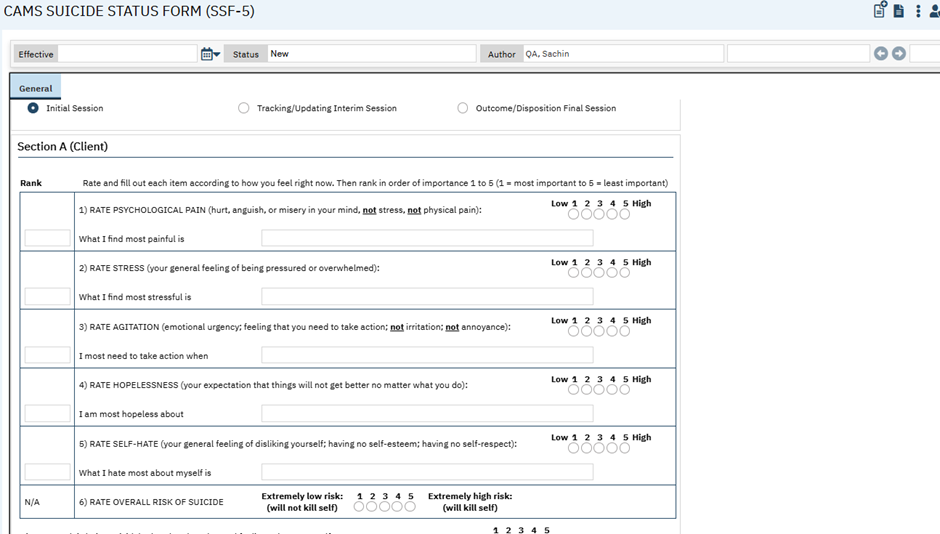 CAMS SUICIDE STATUS FORM (SSF-5)
Effective Status New Author QA, Sachin
General
Initial Session Tracking/Updating Interim Session Outcome/Disposition Final Session
Section A (Client)
Rank Rate and fill out each item according to how you feel right now. Then rank in order of importance 1 to 5 (1 = most important to 5 = least important)
1) RATE PSYCHOLOGICAL PAIN (hurt, anguish, or misery in your mind, not stress, not physical pain): Low 1 2 3 4 5 High
What I find most painful is
2) RATE STRESS (your general feeling of being pressured or overwhelmed): Low 1 2 3 4 5 High
What I find most stressful is
3) RATE AGITATION (emotional urgency; feeling that you need to take action; not irritation; not annoyance): Low 1 2 3 4 5 High
I most need to take action when
4) RATE HOPELESSNESS (your expectation that things will not get better no matter what you do): Low 1 2 3 4 5 High
I am most hopeless about
5) RATE SELF-HATE (your general feeling of disliking yourself; having no self-esteem; having no self-respect): Low 1 2 3 4 5 High
What I hate most about myself is
N/A 6) RATE OVERALL RISK OF SUICIDE Extremely low risk: 1 2 3 4 5 Extremely high risk:
(will not kill self) (will kill self)
1 2 3 4 5